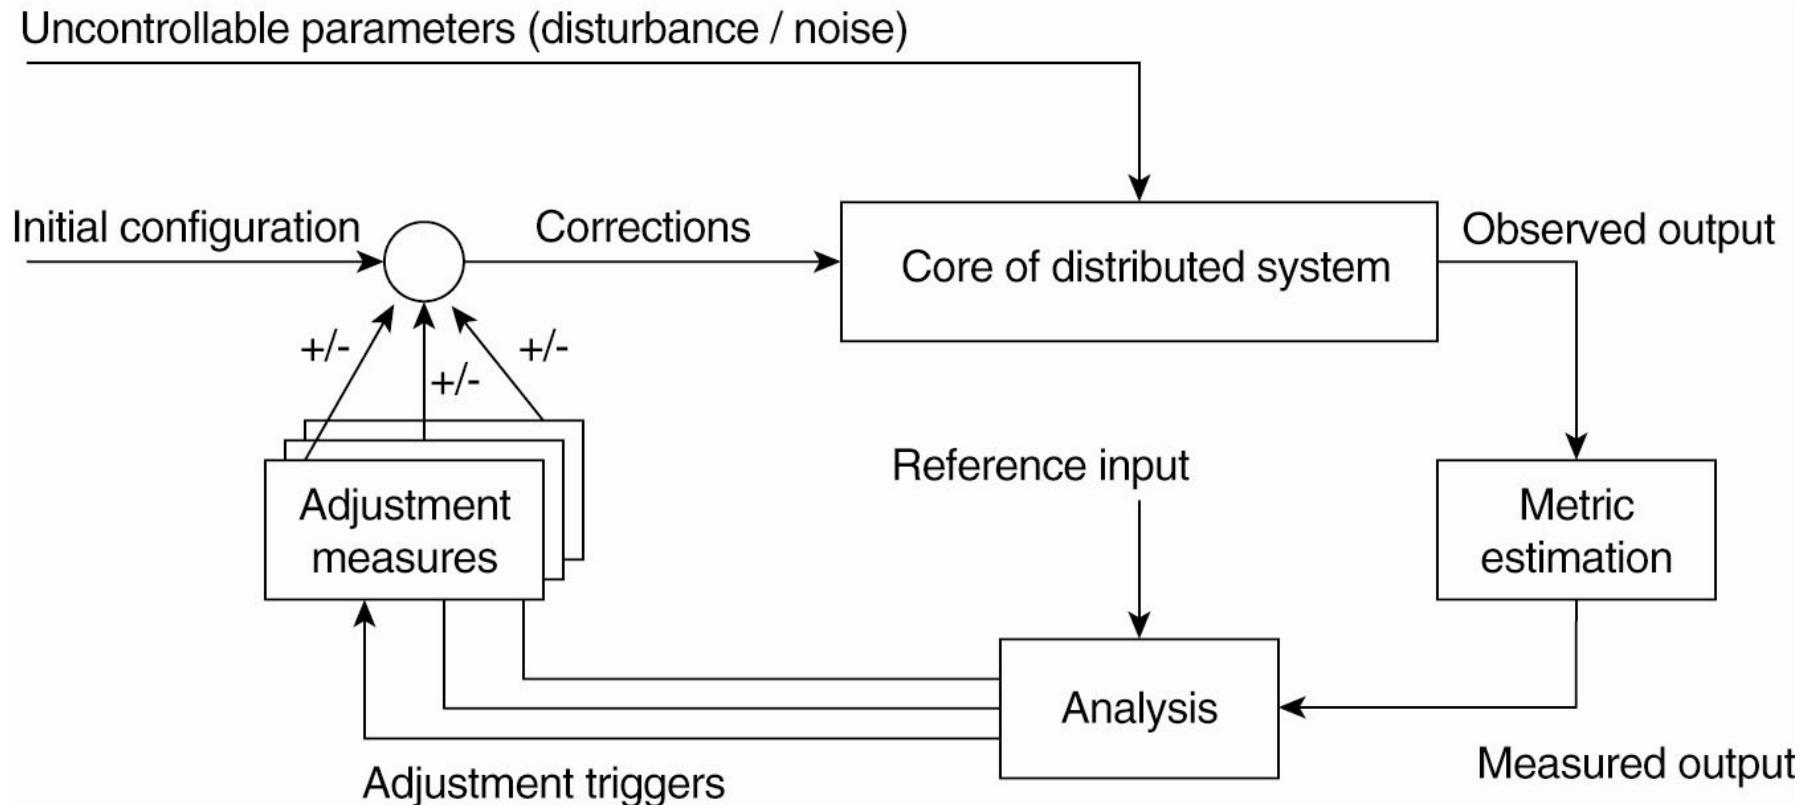 Uncontrollable parameters (disturbance / noise)
Initial configuration
Corrections
Core of distributed system
Observed output
+/-
+/-
+/-
Reference input
Adjustment
measures
Metric
estimation
Analysis
Adjustment triggers
Measured output